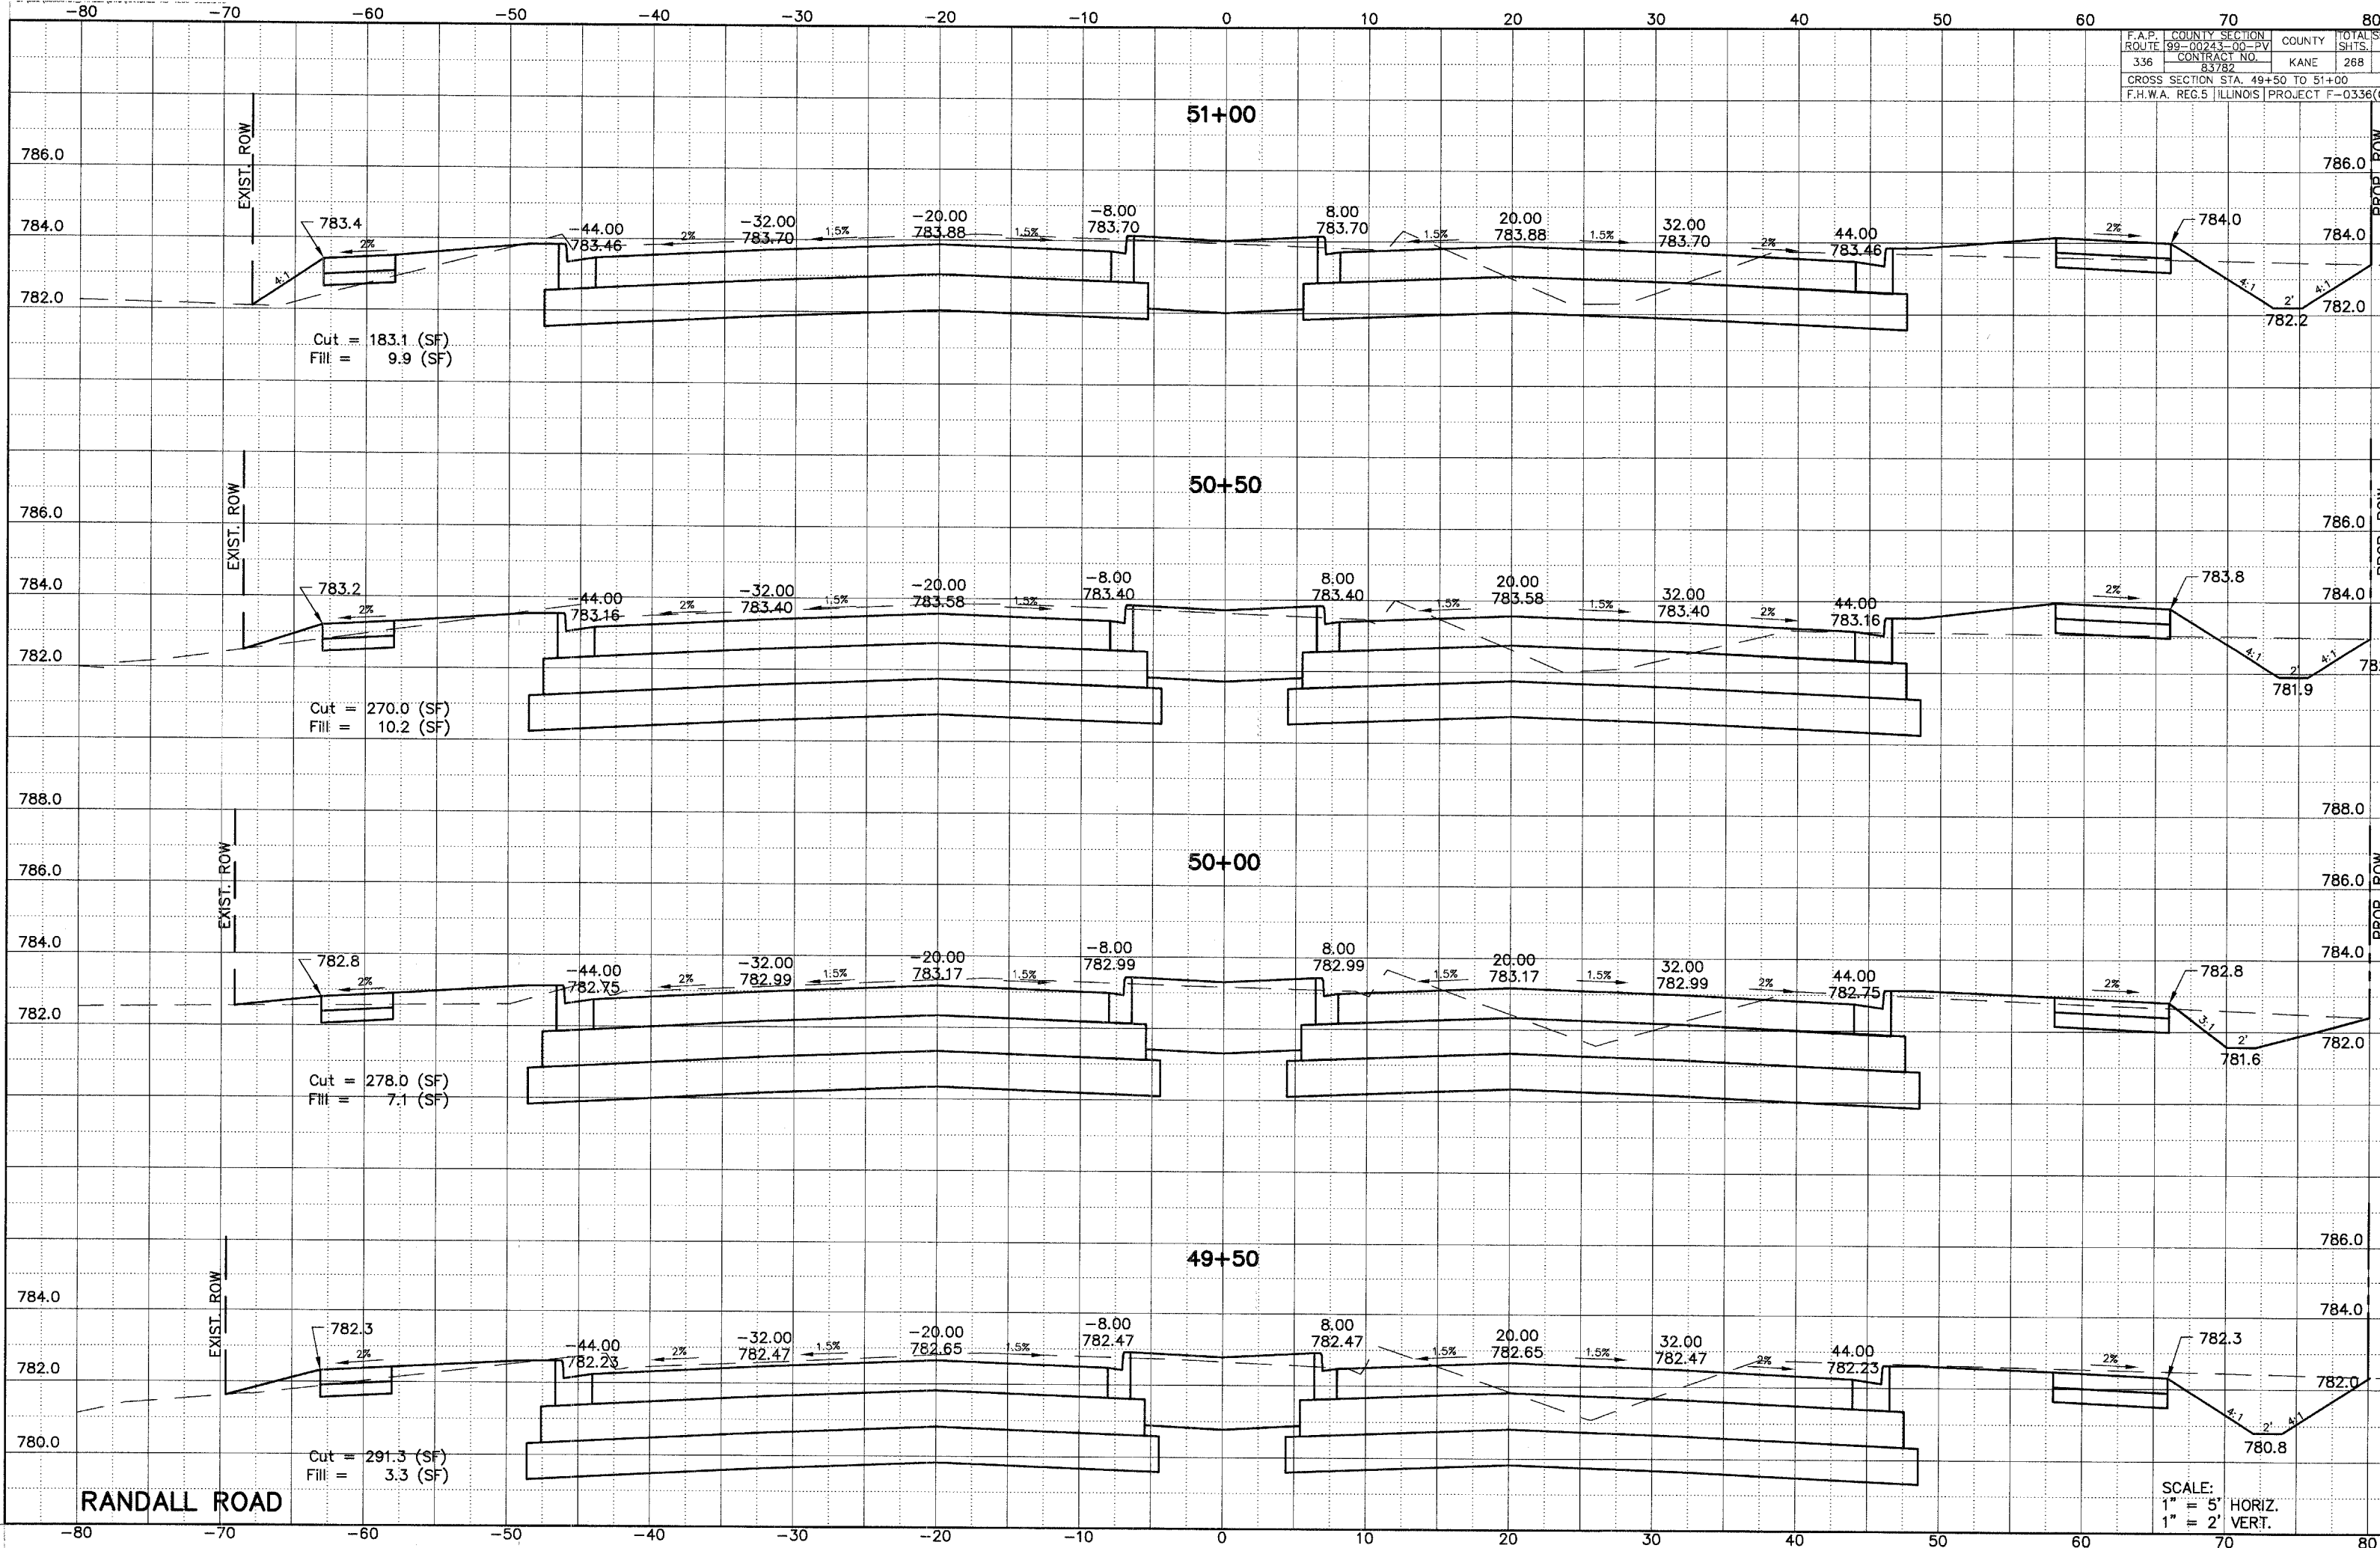 -80 -70 -60 -50 -40 -30 -20 -10 0 10 20 30 40 50 60 70 80
F.A.P. ROUTE COUNTY SECTION COUNTY TOTAL SHTS.
336 99-00243-00-PV KANE 268
CONTRACT NO.
83782
CROSS SECTION STA. 49+50 TO 51+00
F.H.W.A. REG.5 ILLINOIS PROJECT F-0336(
51+00
EXIST. ROW
PROP. ROW
786.0 786.0
784.0 784.0
782.0 782.0
783.4 784.0
-44.00 -32.00 -20.00 -8.00 8.00 20.00 32.00 44.00
783.46 783.70 783.88 783.70 783.70 783.88 783.70 783.46
2% 2% 1.5% 1.5% 1.5% 1.5% 2% 2%
4:1 4:1 2' 4:1
782.2
Cut = 183.1 (SF)
Fill = 9.9 (SF)
50+50
EXIST. ROW
PROP. ROW
786.0 786.0
784.0 784.0
782.0 78
783.2 783.8
-44.00 -32.00 -20.00 -8.00 8.00 20.00 32.00 44.00
783.16 783.40 783.58 783.40 783.40 783.58 783.40 783.16
2% 2% 1.5% 1.5% 1.5% 1.5% 2% 2%
4:1 2' 4:1
781.9
Cut = 270.0 (SF)
Fill = 10.2 (SF)
788.0 788.0
50+00
EXIST. ROW
PROP. ROW
786.0 786.0
784.0 784.0
782.0 782.0
782.8 782.8
-44.00 -32.00 -20.00 -8.00 8.00 20.00 32.00 44.00
782.75 782.99 783.17 782.99 782.99 783.17 782.99 782.75
2% 2% 1.5% 1.5% 1.5% 1.5% 2% 2%
3:1 2'
781.6
Cut = 278.0 (SF)
Fill = 7.1 (SF)
786.0
49+50
EXIST. ROW
784.0 784.0
782.0 782.0
780.0
782.3 782.3
-44.00 -32.00 -20.00 -8.00 8.00 20.00 32.00 44.00
782.23 782.47 782.65 782.47 782.47 782.65 782.47 782.23
2% 2% 1.5% 1.5% 1.5% 1.5% 2% 2%
4:1 2' 4:1
780.8
Cut = 291.3 (SF)
Fill = 3.3 (SF)
RANDALL ROAD
SCALE:
1" = 5' HORIZ.
1" = 2' VERT.
-80 -70 -60 -50 -40 -30 -20 -10 0 10 20 30 40 50 60 70 80